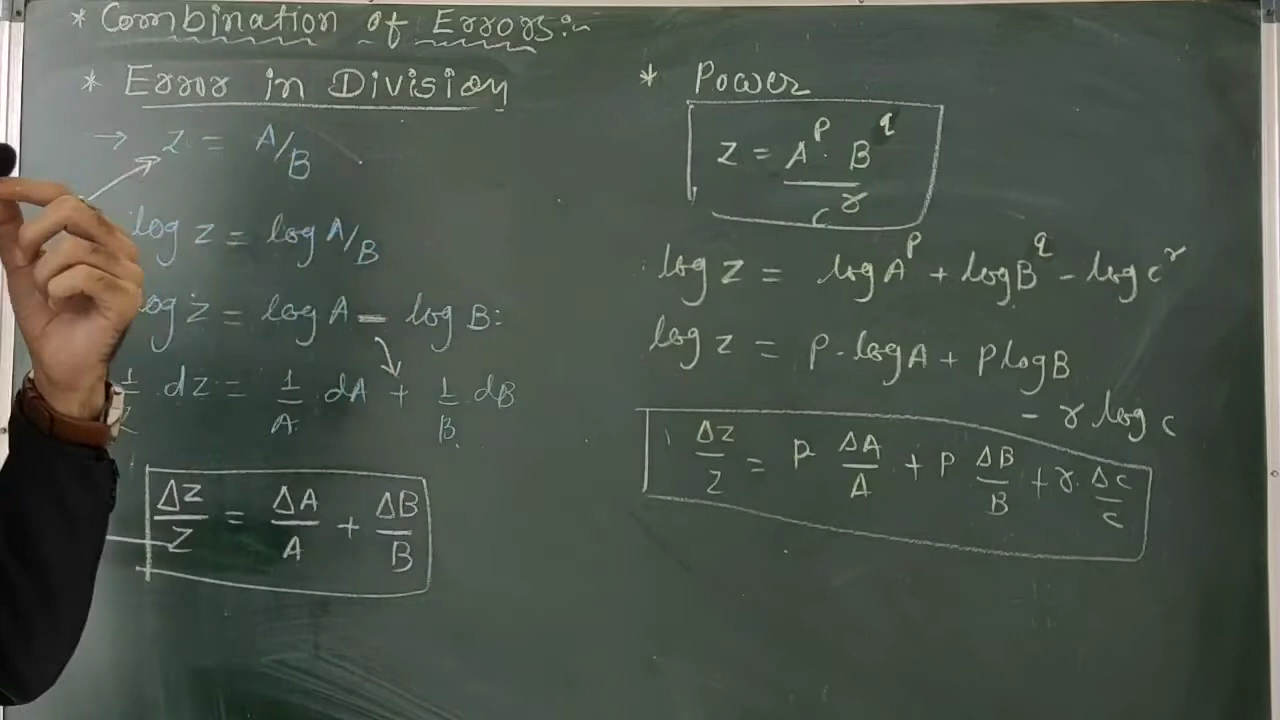 * Combination of Errors:-
* Error in Division
→ Z = A/B
log Z = log A/B
log Z = log A - log B:
1/Z dZ = 1/A dA + 1/B dB
ΔZ/Z = ΔA/A + ΔB/B
* Power
Z = A^p · B^q / C^r
log Z = log A^p + log B^q - log C^r
log Z = P · log A + P log B
- r log C
ΔZ/Z = P ΔA/A + P ΔB/B + r · ΔC/C